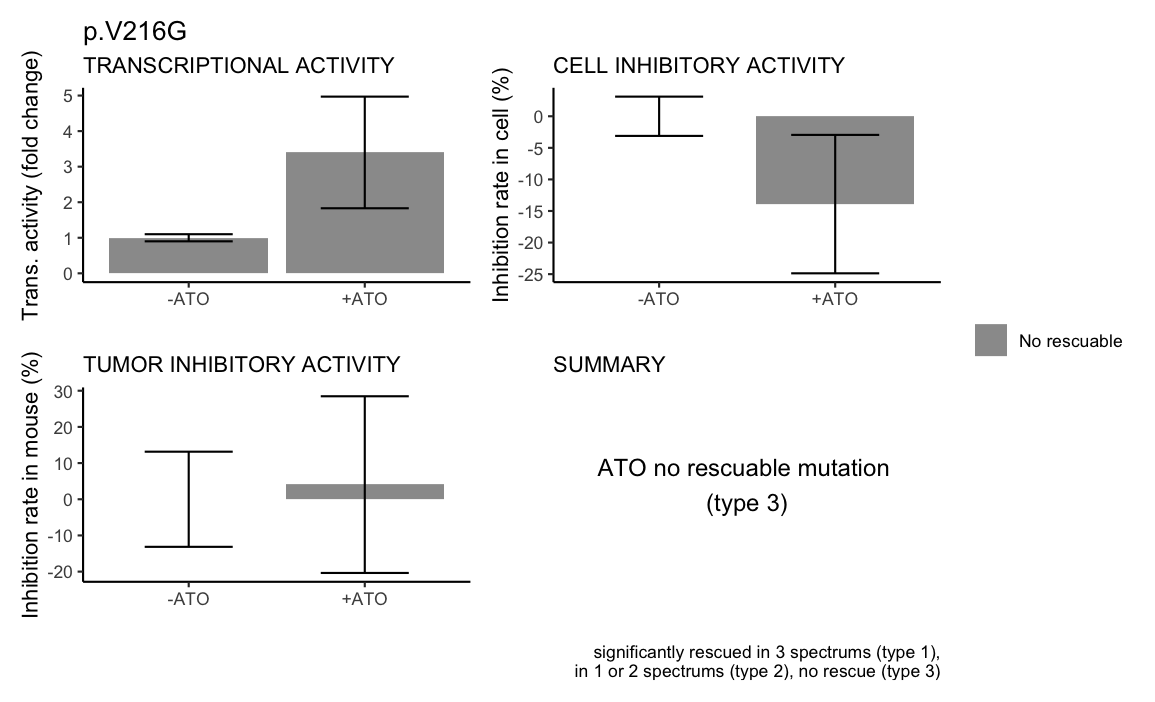 p.V216G
TRANSCRIPTIONAL ACTIVITY
Trans. activity (fold change)
5
4
3
2
1
0
-ATO
+ATO
CELL INHIBITORY ACTIVITY
Inhibition rate in cell (%)
0
-5
-10
-15
-20
-25
-ATO
+ATO
No rescuable
TUMOR INHIBITORY ACTIVITY
Inhibition rate in mouse (%)
30
20
10
0
-10
-20
-ATO
+ATO
SUMMARY
ATO no rescuable mutation
(type 3)
significantly rescued in 3 spectrums (type 1),
in 1 or 2 spectrums (type 2), no rescue (type 3)